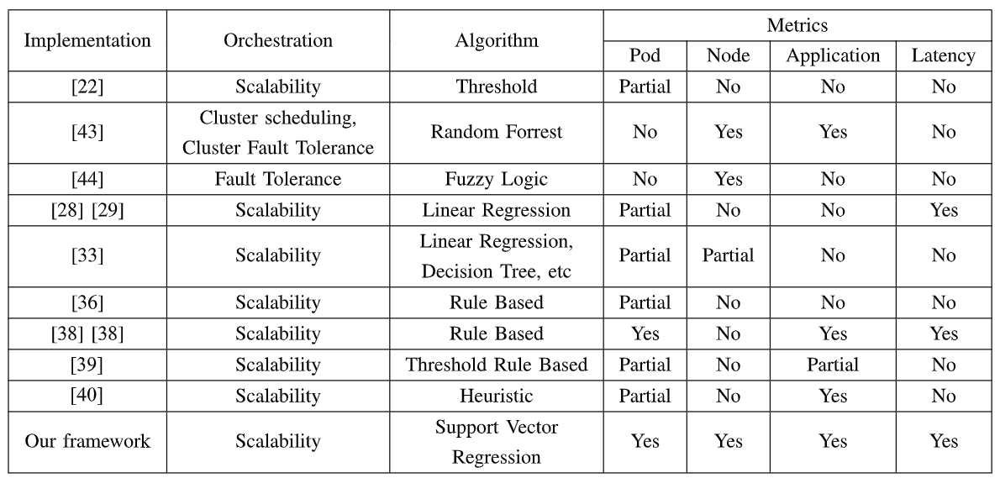 Implementation Orchestration Algorithm Metrics
Pod Node Application Latency
[22] Scalability Threshold Partial No No No
[43] Cluster scheduling, Random Forrest No Yes Yes No
Cluster Fault Tolerance
[44] Fault Tolerance Fuzzy Logic No Yes No No
[28] [29] Scalability Linear Regression Partial No No Yes
[33] Scalability Linear Regression, Partial Partial No No
Decision Tree, etc
[36] Scalability Rule Based Partial No No No
[38] [38] Scalability Rule Based Yes No Yes Yes
[39] Scalability Threshold Rule Based Partial No Partial No
[40] Scalability Heuristic Partial No Yes No
Our framework Scalability Support Vector Yes Yes Yes Yes
Regression